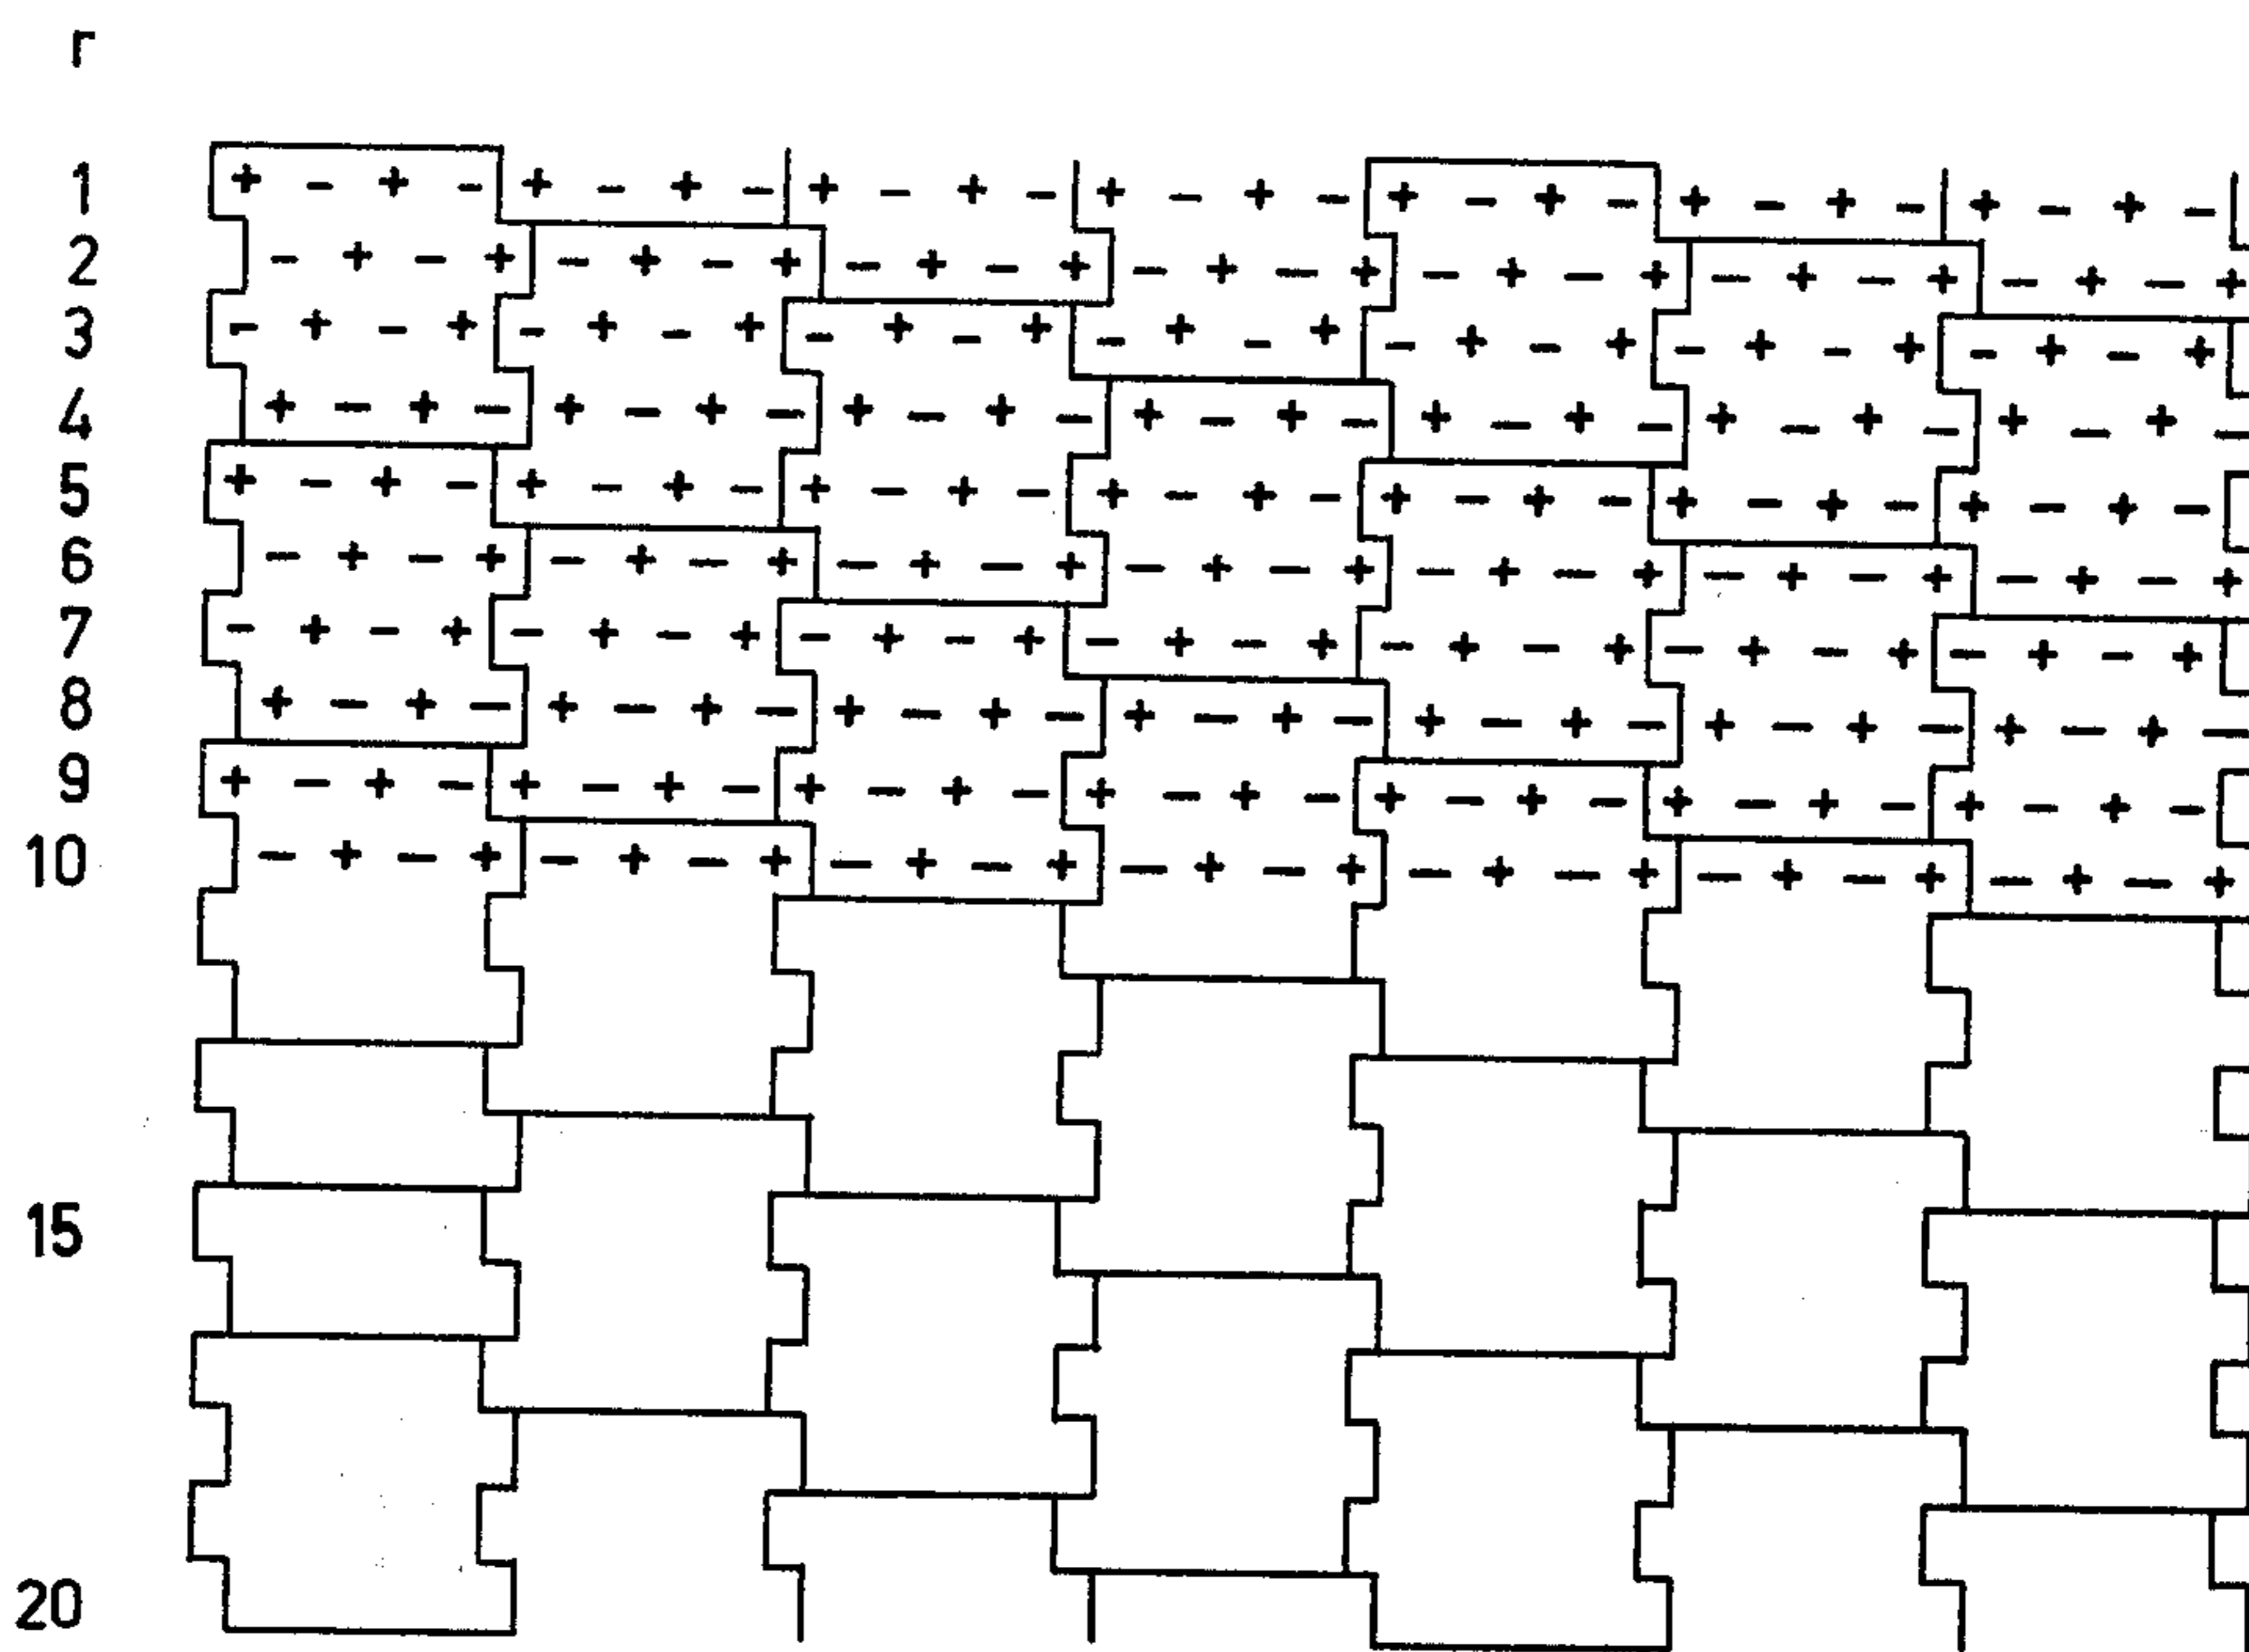 r
1 + - + - + - + - + - + - + - + - + - + - + - + - + - + -
2 - + - + - + - + - + - + - + - + - + - + - + - + - + - +
3 - + - + - + - + - + - + - + - + - + - + - + - + - + - +
4 + - + - + - + - + - + - + - + - + - + - + - + - + - + -
5 + - + - + - + - + - + - + - + - + - + - + - + - + - + -
6 - + - + - + - + - + - + - + - + - + - + - + - + - + - +
7 - + - + - + - + - + - + - + - + - + - + - + - + - + - +
8 + - + - + - + - + - + - + - + - + - + - + - + - + - + -
9 + - + - + - + - + - + - + - + - + - + - + - + - + - + -
10 - + - + - + - + - + - + - + - + - + - + - + - + - + - +
15
20